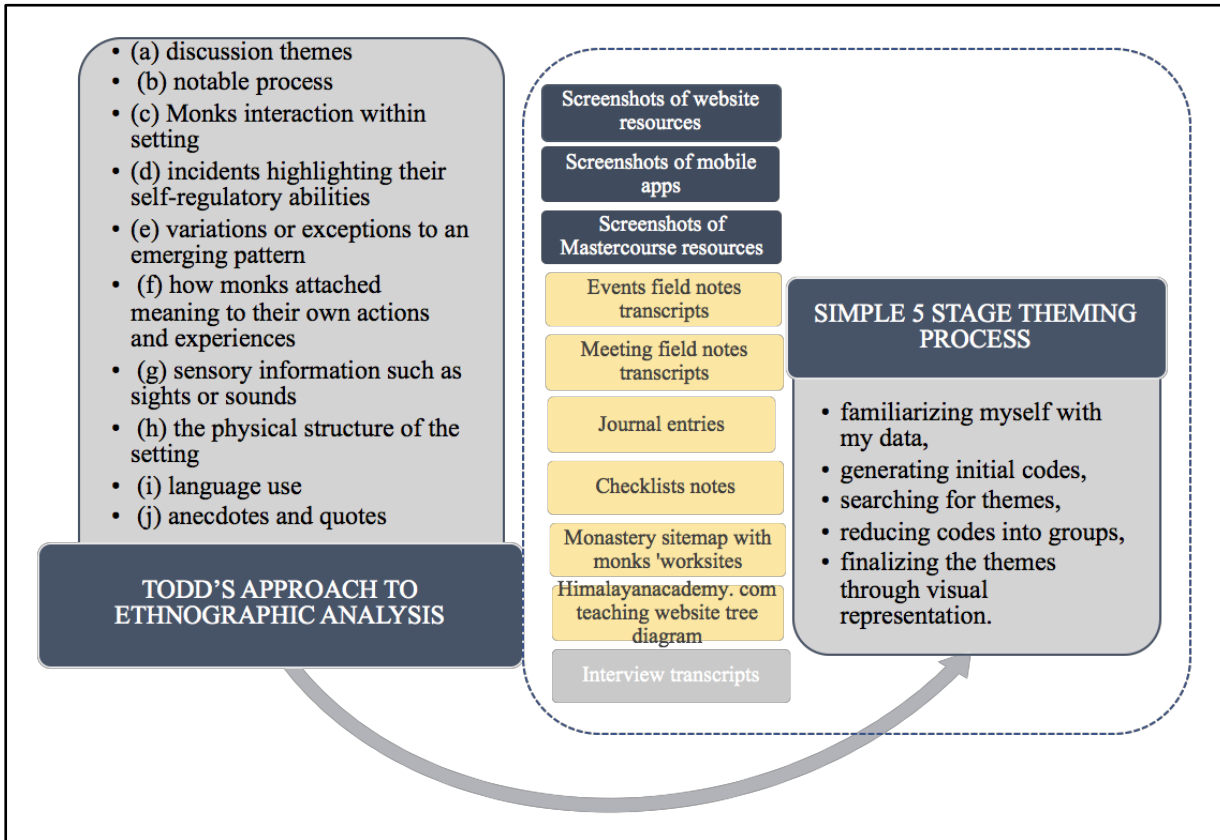 • (a) discussion themes
• (b) notable process
• (c) Monks interaction within
setting
• (d) incidents highlighting their
self-regulatory abilities
• (e) variations or exceptions to an
emerging pattern
• (f) how monks attached
meaning to their own actions
and experiences
• (g) sensory information such as
sights or sounds
• (h) the physical structure of the
setting
• (i) language use
• (j) anecdotes and quotes
TODD’S APPROACH TO
ETHNOGRAPHIC ANALYSIS
Screenshots of website
resources
Screenshots of mobile
apps
Screenshots of
Mastercourse resources
Events field notes
transcripts
Meeting field notes
transcripts
Journal entries
Checklists notes
Monastery sitemap with
monks 'worksites
Himalayanacademy. com
teaching website tree
diagram
Interview transcripts
SIMPLE 5 STAGE THEMING
PROCESS
• familiarizing myself with
my data,
• generating initial codes,
• searching for themes,
• reducing codes into groups,
• finalizing the themes
through visual
representation.